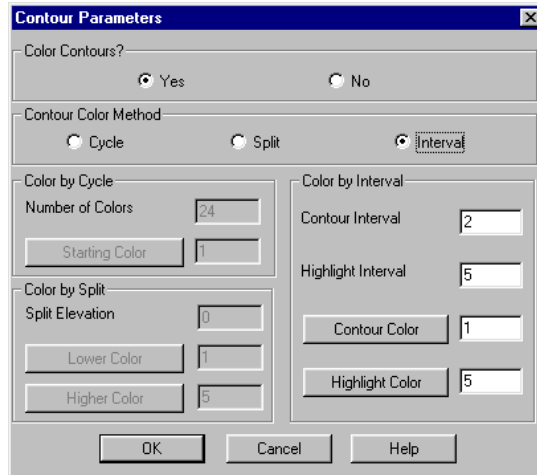 Contour Parameters
Color Contours?
Yes No
Contour Color Method
Cycle Split Interval
Color by Cycle
Number of Colors 24
Starting Color 1
Color by Split
Split Elevation 0
Lower Color 1
Higher Color 5
Color by Interval
Contour Interval 2
Highlight Interval 5
Contour Color 1
Highlight Color 5
OK Cancel Help